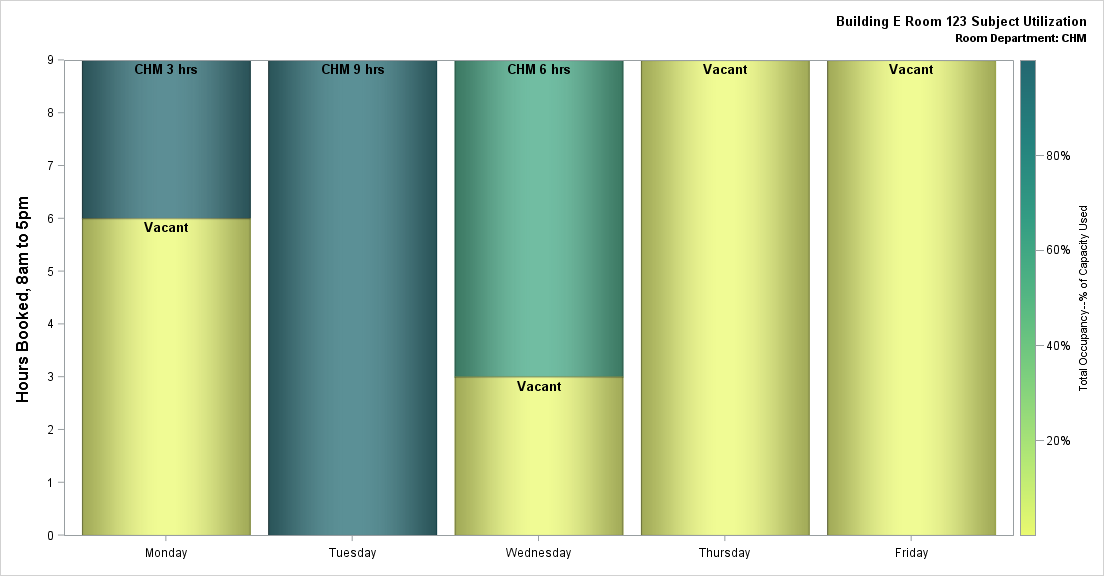 Building E Room 123 Subject Utilization
Room Department: CHM
Hours Booked, 8am to 5pm
9
8
7
6
5
4
3
2
1
0
CHM 3 hrs
Vacant
CHM 9 hrs
CHM 6 hrs
Vacant
Vacant
Vacant
Monday
Tuesday
Wednesday
Thursday
Friday
80%
60%
40%
20%
Total Occupancy--% of Capacity Used